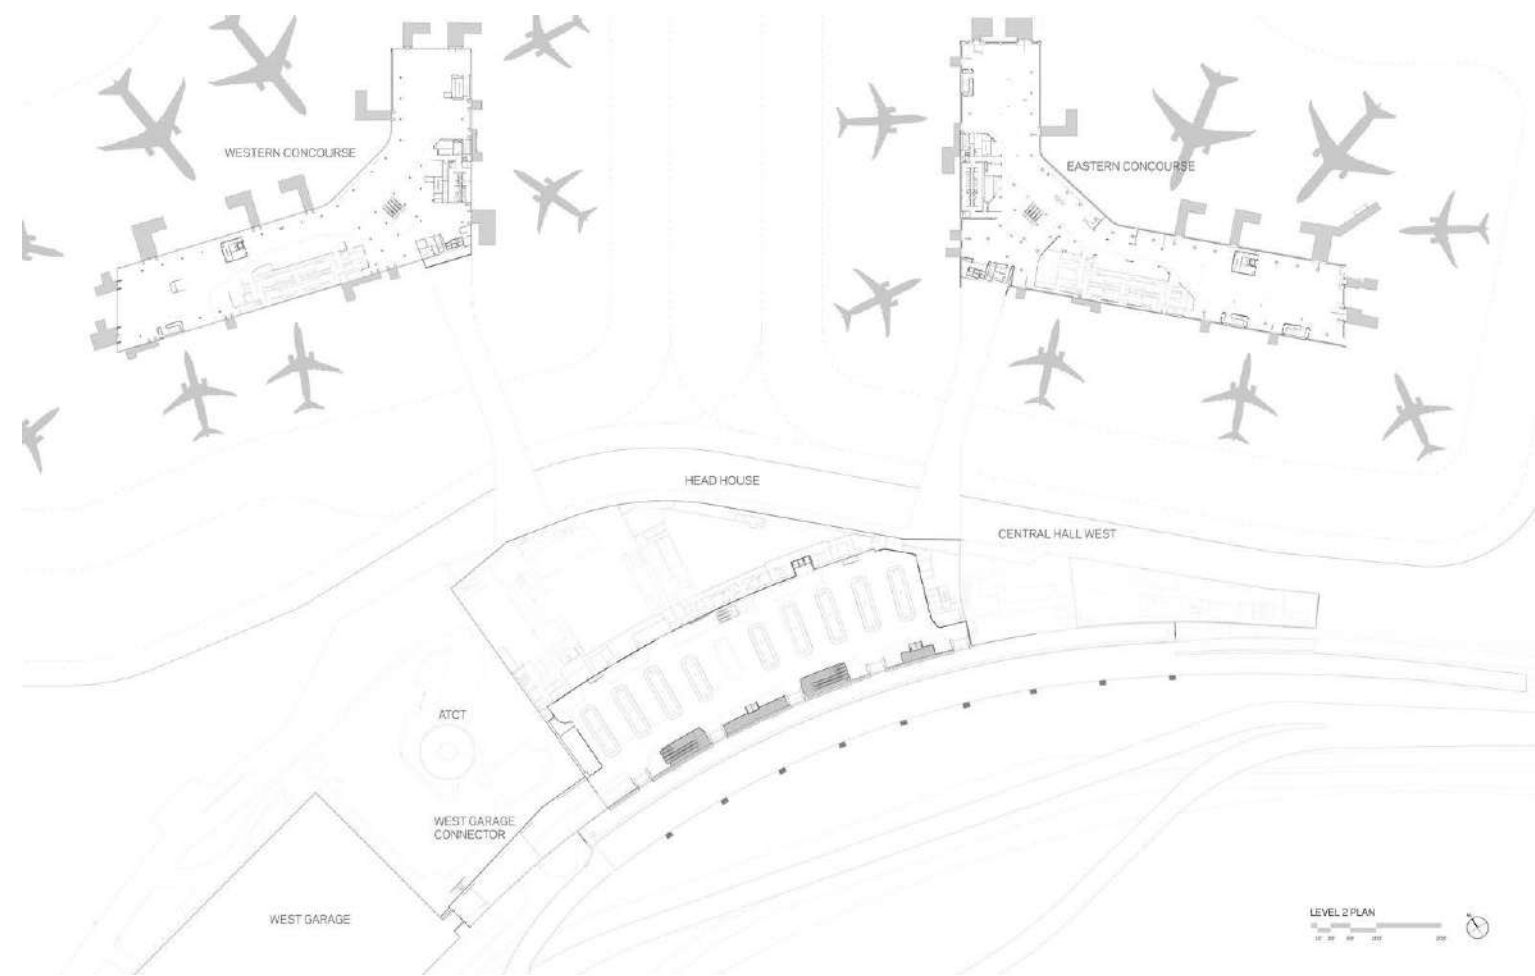 WESTERN CONCOURSE
EASTERN CONCOURSE
HEAD HOUSE
CENTRAL HALL WEST
ATCT
WEST GARAGE
CONNECTOR
WEST GARAGE
LEVEL 2 PLAN